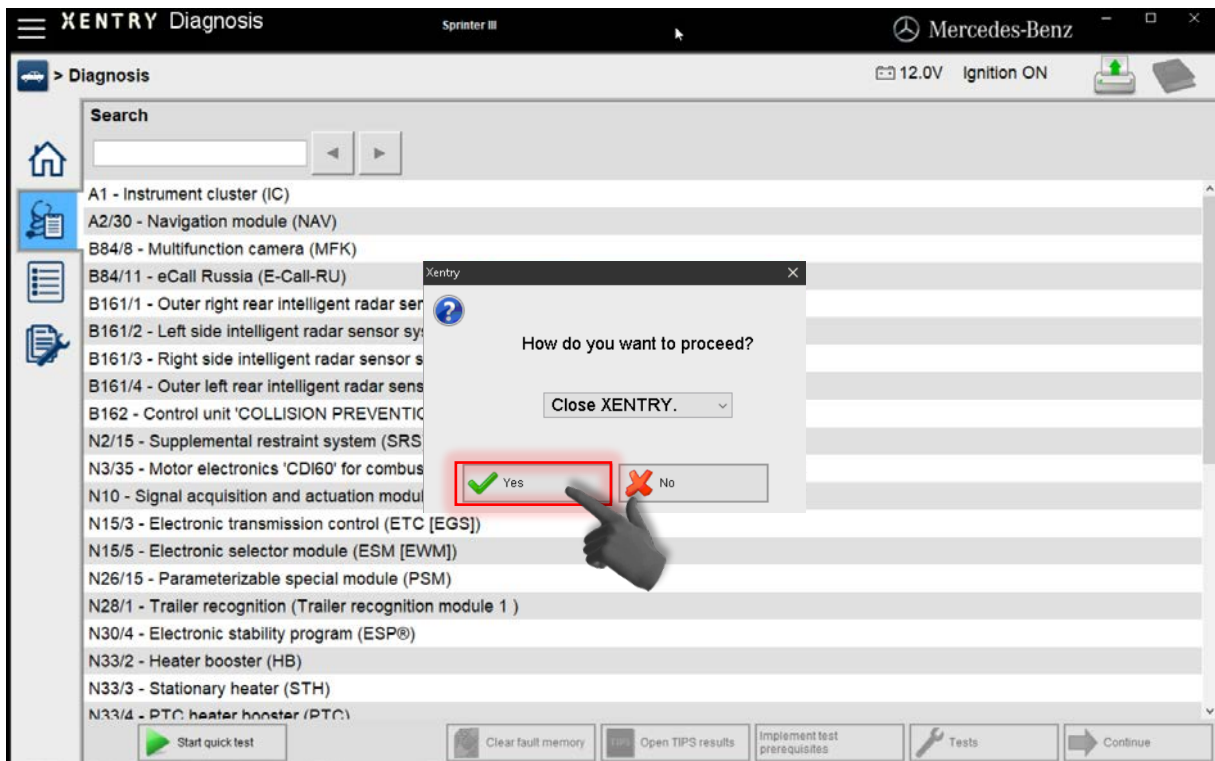 XENTRY Diagnosis
Sprinter III
Mercedes-Benz
> Diagnosis
12.0V Ignition ON
Search
A1 - Instrument cluster (IC)
A2/30 - Navigation module (NAV)
B84/8 - Multifunction camera (MFK)
B84/11 - eCall Russia (E-Call-RU)
B161/1 - Outer right rear intelligent radar ser
B161/2 - Left side intelligent radar sensor sy
B161/3 - Right side intelligent radar sensor s
B161/4 - Outer left rear intelligent radar sens
B162 - Control unit 'COLLISION PREVENTIO
N2/15 - Supplemental restraint system (SRS
N3/35 - Motor electronics 'CDI60' for combus
N10 - Signal acquisition and actuation modul
N15/3 - Electronic transmission control (ETC [EGS])
N15/5 - Electronic selector module (ESM [EWM])
N26/15 - Parameterizable special module (PSM)
N28/1 - Trailer recognition (Trailer recognition module 1 )
N30/4 - Electronic stability program (ESP®)
N33/2 - Heater booster (HB)
N33/3 - Stationary heater (STH)
N33/4 - PTC heater booster (PTC)
Xentry
How do you want to proceed?
Close XENTRY.
Yes
No
Start quick test
Clear fault memory
TIPS
Open TIPS results
Implement test
prerequisites
Tests
Continue